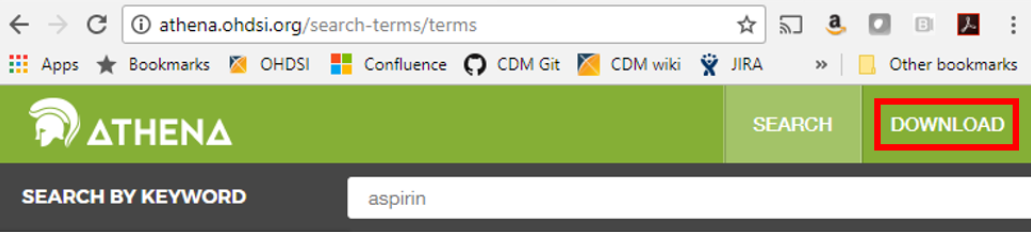 athena.ohdsi.org/search-terms/terms
Apps Bookmarks OHDSI Confluence CDM Git CDM wiki JIRA » Other bookmarks
ATHENA SEARCH DOWNLOAD
SEARCH BY KEYWORD aspirin